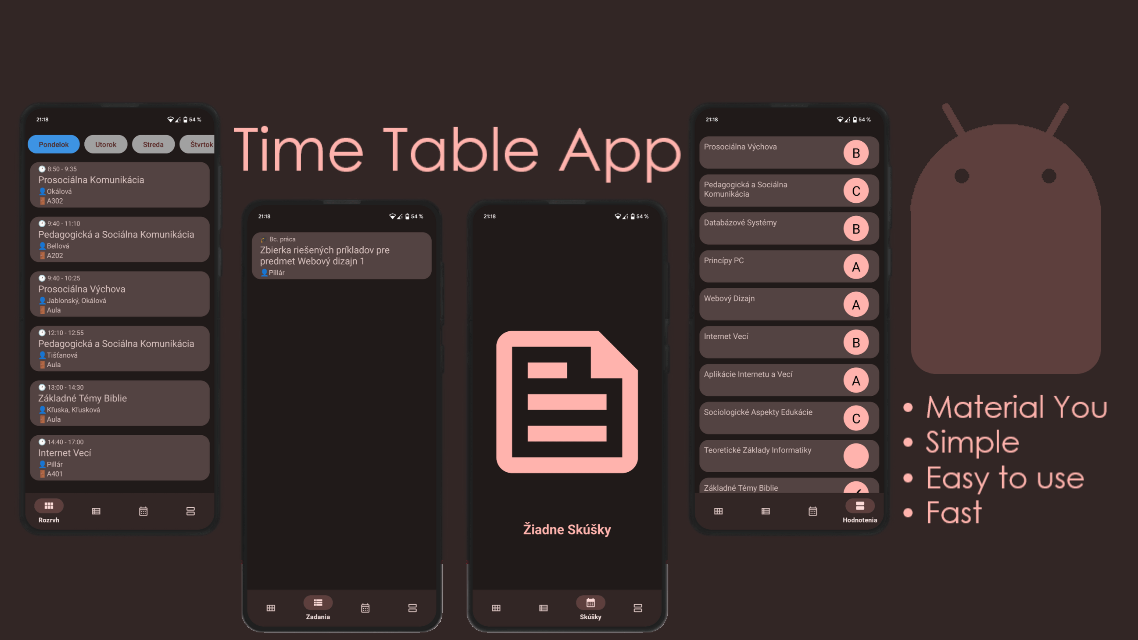 Time Table App
21:18
54 %
Pondelok
Utorok
Streda
Štvrtok
8:50 - 9:35
Prosociálna Komunikácia
Okálová
A302
9:40 - 11:10
Pedagogická a Sociálna Komunikácia
Bellová
A202
9:40 - 10:25
Prosociálna Výchova
Jablonský, Okálová
Aula
12:10 - 12:55
Pedagogická a Sociálna Komunikácia
Tišťanová
Aula
13:00 - 14:30
Základné Témy Biblie
Kľuska, Kľusková
Aula
14:40 - 17:00
Internet Vecí
Pillár
A401
Rozrvh
21:18
54 %
Bc. práca
Zbierka riešených príkladov pre
predmet Webový dizajn 1
Pillár
Zadania
21:18
54 %
Žiadne Skúšky
Skúšky
21:18
54 %
Prosociálna Výchova
B
Pedagogická a Sociálna
Komunikácia
C
Databázové Systémy
B
Princípy PC
A
Webový Dizajn
A
Internet Vecí
B
Aplikácie Internetu a Vecí
A
Sociologické Aspekty Edukácie
C
Teoretické Základy Informatiky
Základné Témy Biblie
Hodnotenia
• Material You
• Simple
• Easy to use
• Fast